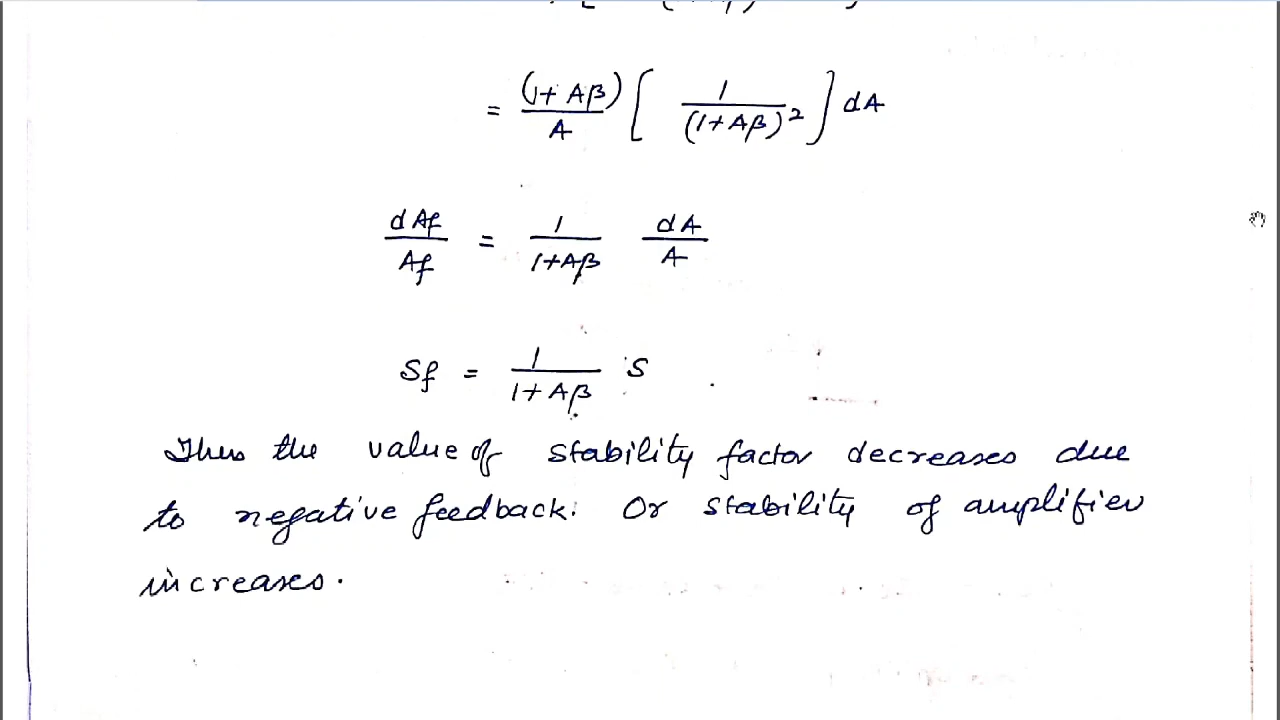 = (1+Aβ)/A [ 1/(1+Aβ)² ] dA
dAf/Af = 1/(1+Aβ) dA/A
Sf = 1/(1+Aβ) S
Thus the value of stability factor decreases due
to negative feedback. Or stability of amplifier
increases.